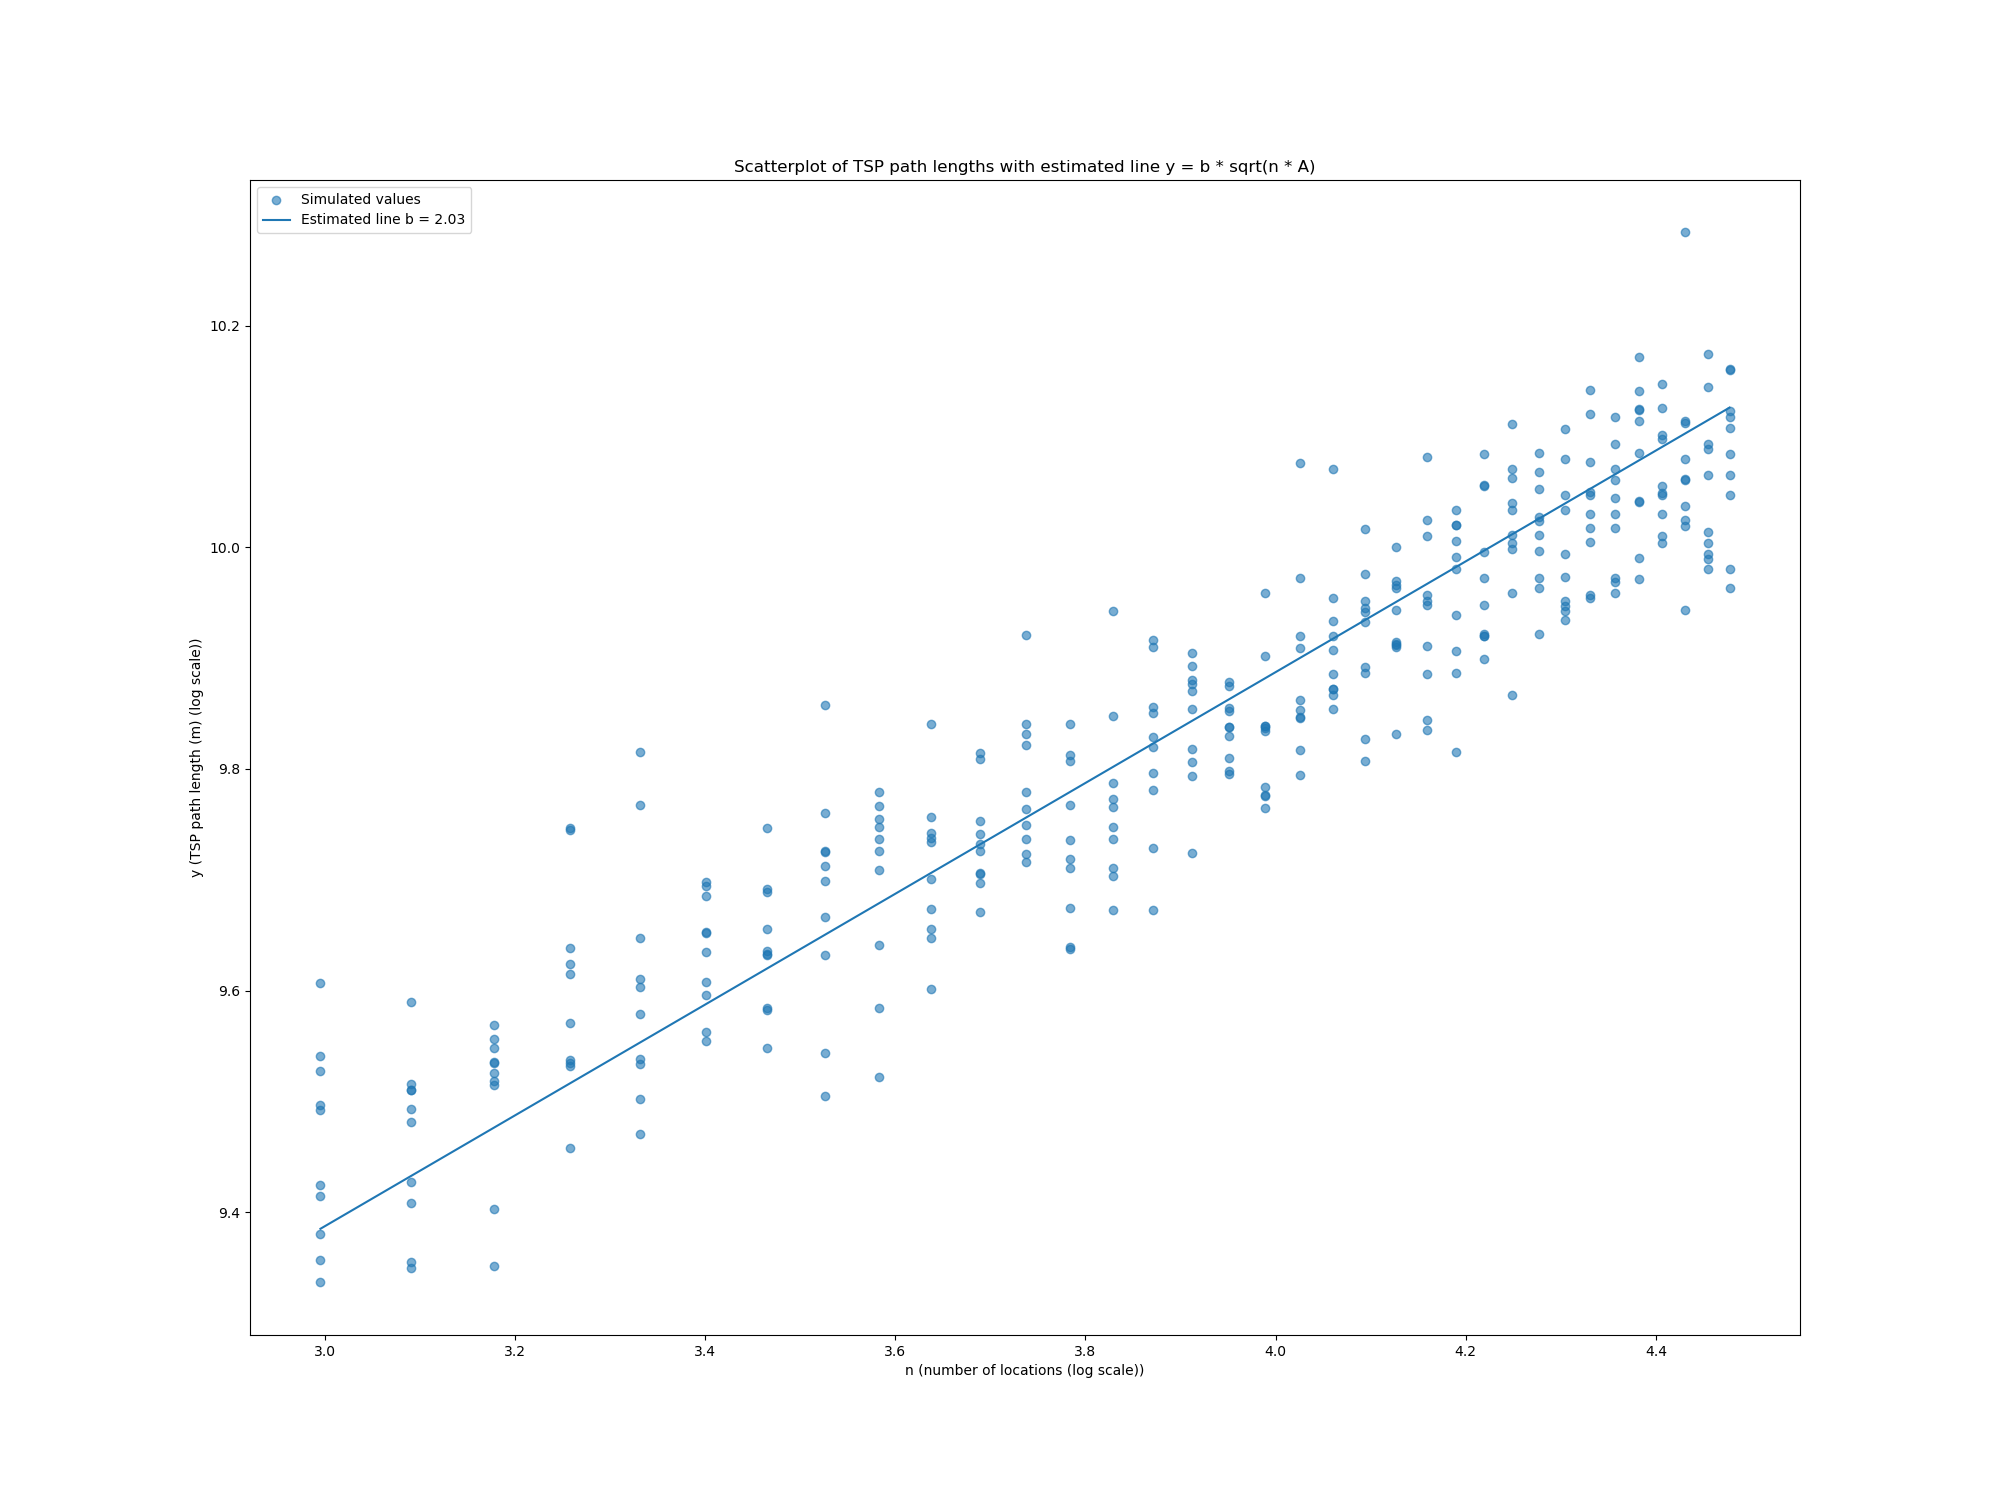 Scatterplot of TSP path lengths with estimated line y = b * sqrt(n * A)
Simulated values
Estimated line b = 2.03
10.2
10.0
9.8
9.6
9.4
y (TSP path length (m) (log scale))
3.0 3.2 3.4 3.6 3.8 4.0 4.2 4.4
n (number of locations (log scale))